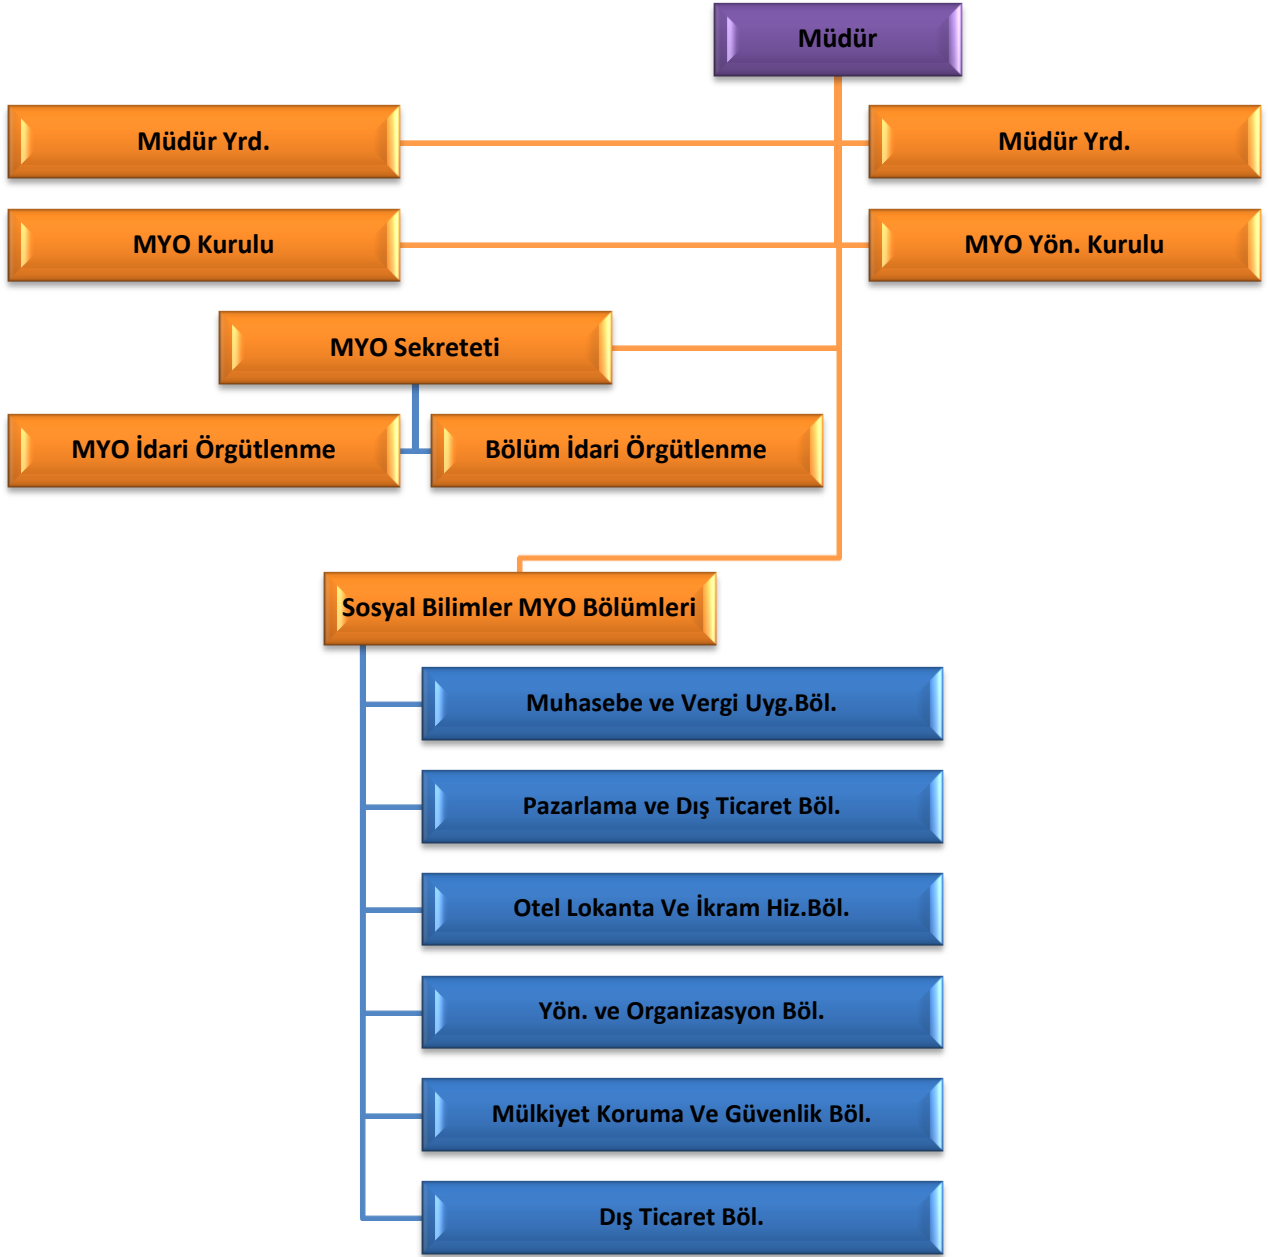 Müdür
Müdür Yrd.
Müdür Yrd.
MYO Kurulu
MYO Yön. Kurulu
MYO Sekreteti
MYO İdari Örgütlenme
Bölüm İdari Örgütlenme
Sosyal Bilimler MYO Bölümleri
Muhasebe ve Vergi Uyg.Böl.
Pazarlama ve Dış Ticaret Böl.
Otel Lokanta Ve İkram Hiz.Böl.
Yön. ve Organizasyon Böl.
Mülkiyet Koruma Ve Güvenlik Böl.
Dış Ticaret Böl.